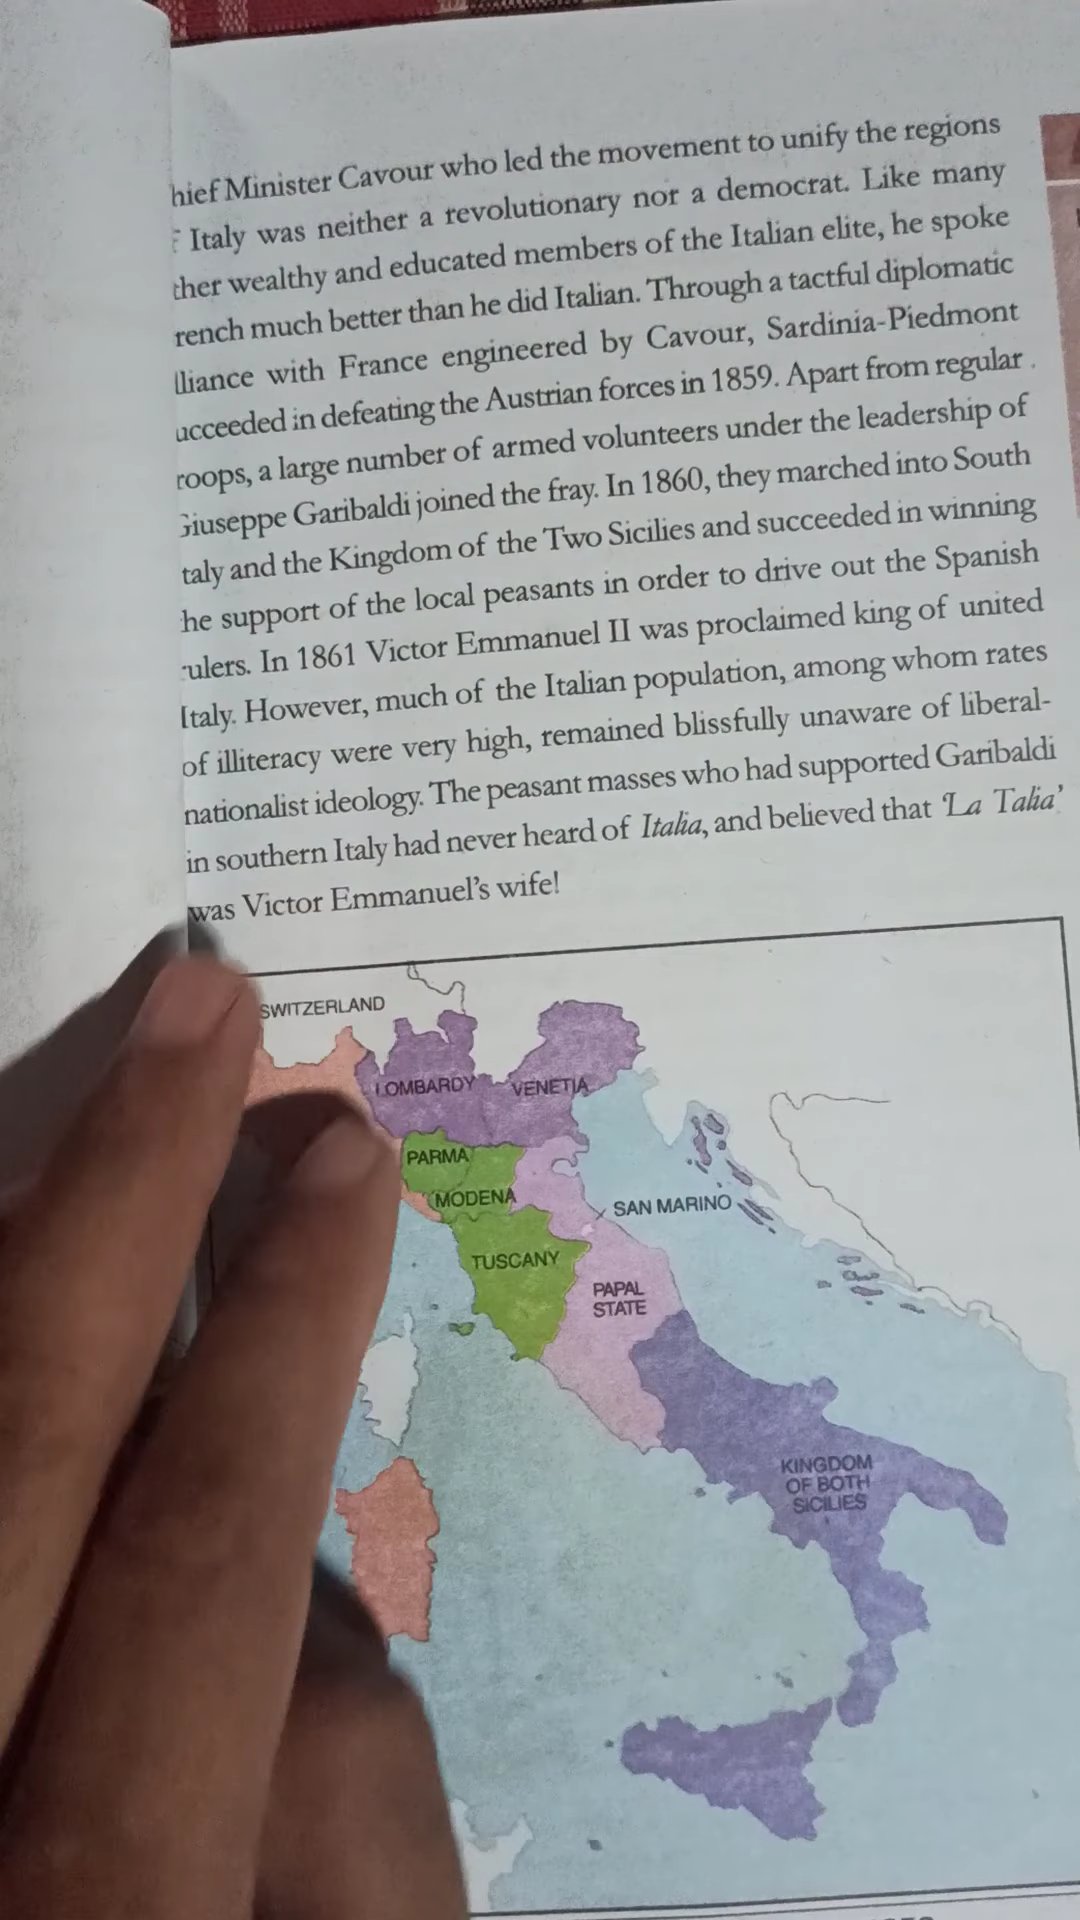 hief Minister Cavour who led the movement to unify the regions
Italy was neither a revolutionary nor a democrat. Like many
ther wealthy and educated members of the Italian elite, he spoke
rench much better than he did Italian. Through a tactful diplomatic
lliance with France engineered by Cavour, Sardinia-Piedmont
ucceeded in defeating the Austrian forces in 1859. Apart from regular
roops, a large number of armed volunteers under the leadership of
Giuseppe Garibaldi joined the fray. In 1860, they marched into South
taly and the Kingdom of the Two Sicilies and succeeded in winning
he support of the local peasants in order to drive out the Spanish
rulers. In 1861 Victor Emmanuel II was proclaimed king of united
Italy. However, much of the Italian population, among whom rates
of illiteracy were very high, remained blissfully unaware of liberal-
nationalist ideology. The peasant masses who had supported Garibaldi
in southern Italy had never heard of Italia, and believed that ‘La Talia’
was Victor Emmanuel’s wife!
SWITZERLAND
LOMBARDY
VENETIA
PARMA
MODENA
SAN MARINO
TUSCANY
PAPAL
STATE
KINGDOM
OF BOTH
SICILIES